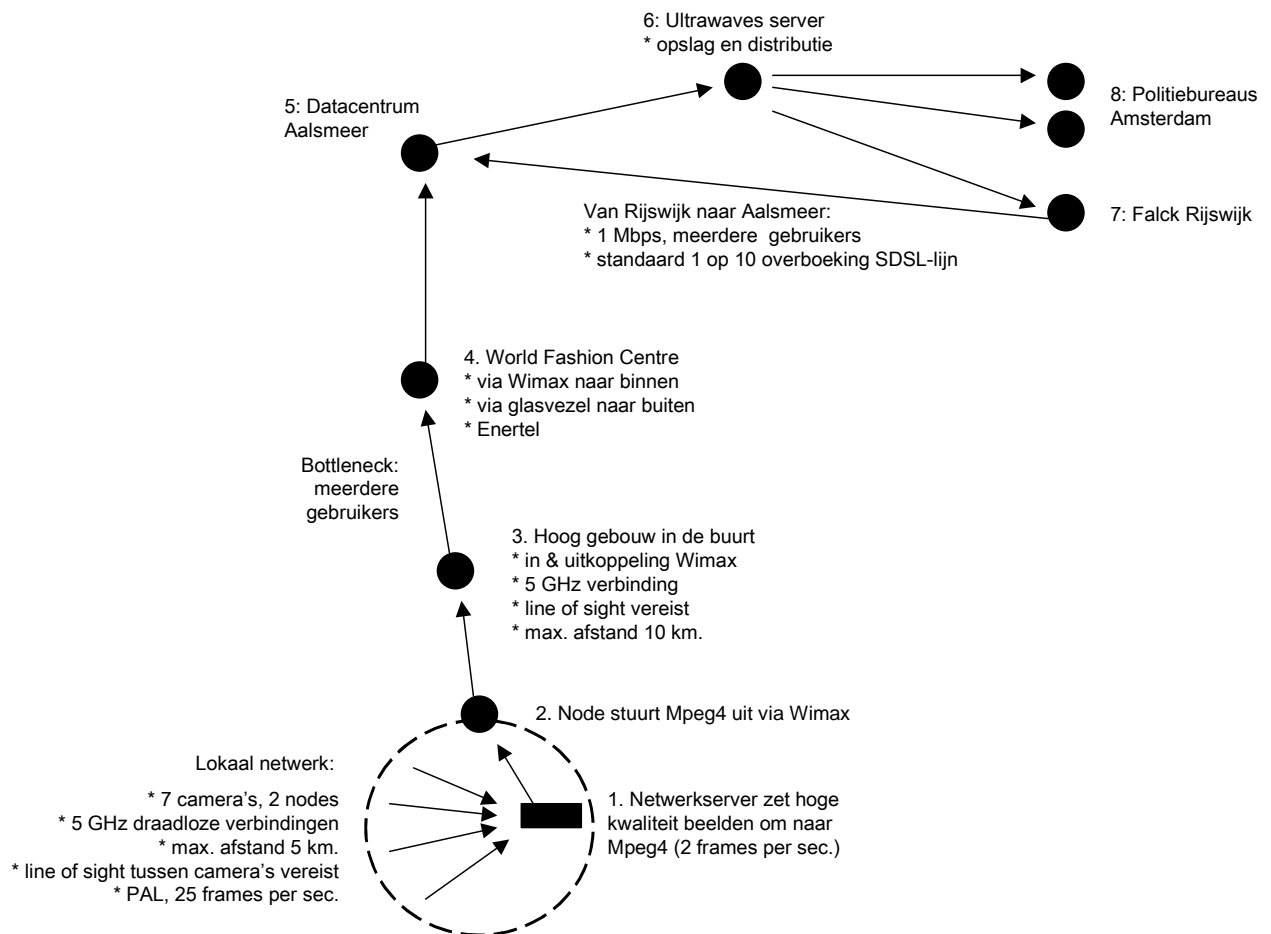 6: Ultrawaves server
* opslag en distributie
5: Datacentrum
Aalsmeer
8: Politiebureaus
Amsterdam
Van Rijswijk naar Aalsmeer:
* 1 Mbps, meerdere gebruikers
* standaard 1 op 10 overboeking SDSL-lijn
7: Falck Rijswijk
4. World Fashion Centre
* via Wimax naar binnen
* via glasvezel naar buiten
* Enertel
Bottleneck:
meerdere
gebruikers
3. Hoog gebouw in de buurt
* in & uitkoppeling Wimax
* 5 GHz verbinding
* line of sight vereist
* max. afstand 10 km.
2. Node stuurt Mpeg4 uit via Wimax
Lokaal netwerk:
* 7 camera’s, 2 nodes
* 5 GHz draadloze verbindingen
* max. afstand 5 km.
* line of sight tussen camera’s vereist
* PAL, 25 frames per sec.
1. Netwerkserver zet hoge
kwaliteit beelden om naar
Mpeg4 (2 frames per sec.)